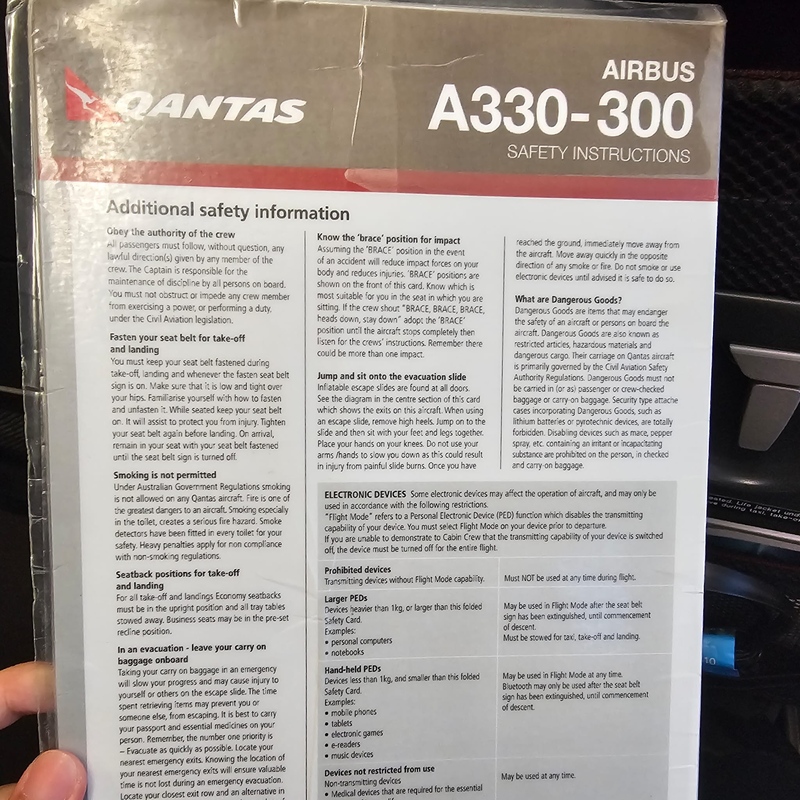 QANTAS
AIRBUS
A330-300
SAFETY INSTRUCTIONS
Additional safety information
Obey the authority of the crew
All passengers must follow, without question, any
lawful direction(s) given by any member of the
crew. The Captain is responsible for the
maintenance of discipline by all persons on board.
You must not obstruct or impede any crew member
from exercising a power, or performing a duty,
under the Civil Aviation legislation.
Fasten your seat belt for take-off
and landing
You must keep your seat belt fastened during
take-off, landing and whenever the fasten seat belt
sign is on. Make sure that it is low and tight over
your hips. Familiarise yourself with how to fasten
and unfasten it. While seated keep your seat belt
on. It will assist to protect you from injury. Tighten
your seat belt again before landing. On arrival,
remain in your seat with your seat belt fastened
until the seat belt sign is turned off.
Smoking is not permitted
Under Australian Government Regulations smoking
is not allowed on any Qantas aircraft. Fire is one of
the greatest dangers to an aircraft. Smoking especially
in the toilet, creates a serious fire hazard. Smoke
detectors have been fitted in every toilet for your
safety. Heavy penalties apply for non compliance
with non-smoking regulations.
Seatback positions for take-off
and landing
For all take-off and landings Economy seatbacks
must be in the upright position and all tray tables
stowed away. Business seats may be in the pre-set
recline position.
In an evacuation - leave your carry on
baggage onboard
Taking your carry on baggage in an emergency
will slow your progress and may cause injury to
yourself or others on the escape slide. The time
spent retrieving items may prevent you or
someone else, from escaping. It is best to carry
your passport and essential medicines on your
person. Remember, the number one priority is
– Evacuate as quickly as possible. Locate your
nearest emergency exits. Knowing the location of
your nearest emergency exits will ensure valuable
time is not lost during an emergency evacuation.
Locate your closest exit row and an alternative in
Know the 'brace' position for impact
Assuming the 'BRACE' position in the event
of an accident will reduce impact forces on your
body and reduces injuries. 'BRACE' positions are
shown on the front of this card. Know which is
most suitable for you in the seat in which you are
sitting. If the crew shout "BRACE, BRACE, BRACE,
heads down, stay down" adopt the 'BRACE'
position until the aircraft stops completely then
listen for the crews' instructions. Remember there
could be more than one impact.
Jump and sit onto the evacuation slide
Inflatable escape slides are found at all doors.
See the diagram in the centre section of this card
which shows the exits on this aircraft. When using
an escape slide, remove high heels. Jump on to the
slide and then sit with your feet and legs together.
Place your hands on your knees. Do not use your
arms /hands to slow you down as this could result
in injury from painful slide burns. Once you have
reached the ground, immediately move away from
the aircraft. Move away quickly in the opposite
direction of any smoke or fire. Do not smoke or use
electronic devices until advised it is safe to do so.
What are Dangerous Goods?
Dangerous Goods are items that may endanger
the safety of an aircraft or persons on board the
aircraft. Dangerous Goods are also known as
restricted articles, hazardous materials and
dangerous cargo. Their carriage on Qantas aircraft
is primarily governed by the Civil Aviation Safety
Authority Regulations. Dangerous Goods must not
be carried in (or as) passenger or crew-checked
baggage or carry-on baggage. Security type attache
cases incorporating Dangerous Goods, such as
lithium batteries or pyrotechnic devices, are totally
forbidden. Disabling devices such as mace, pepper
spray, etc. containing an irritant or incapacitating
substance are prohibited on the person, in checked
and carry-on baggage.
ELECTRONIC DEVICES Some electronic devices may affect the operation of aircraft, and may only be
used in accordance with the following restrictions.
"Flight Mode" refers to a Personal Electronic Device (PED) function which disables the transmitting
capability of your device. You must select Flight Mode on your device prior to departure.
If you are unable to demonstrate to Cabin Crew that the transmitting capability of your device is switched
off, the device must be turned off for the entire flight.
Prohibited devices
Transmitting devices without Flight Mode capability.
Must NOT be used at any time during flight.
Larger PEDs
Devices heavier than 1kg, or larger than this folded
Safety Card.
Examples:
• personal computers
• notebooks
May be used in Flight Mode after the seat belt
sign has been extinguished, until commencement
of descent.
Must be stowed for taxi, take-off and landing.
Hand-held PEDs
Devices less than 1kg, and smaller than this folded
Safety Card.
Examples:
• mobile phones
• tablets
• electronic games
• e-readers
• music devices
May be used in Flight Mode at any time.
Bluetooth may only be used after the seat belt
sign has been extinguished, until commencement
of descent.
Devices not restricted from use
Non-transmitting devices
• Medical devices that are required for the essential
May be used at any time.
Life jacket under
during taxi, take-o
10